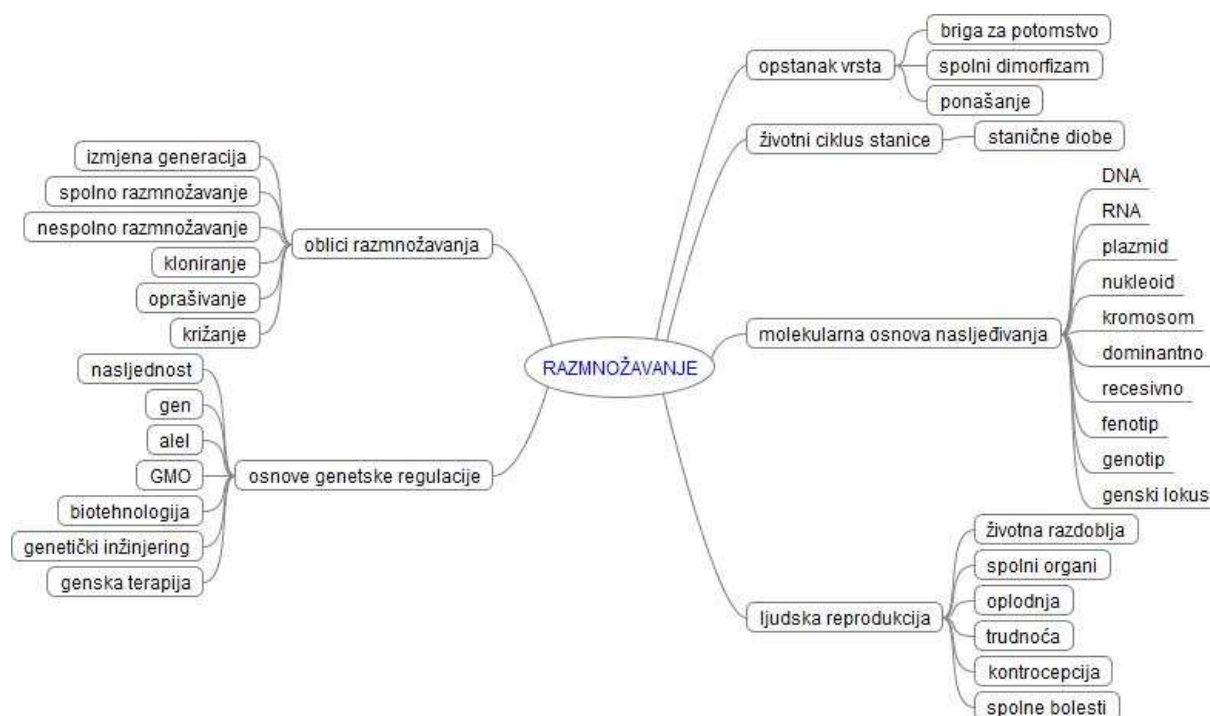 RAZMNOŽAVANJE
opstanak vrsta
briga za potomstvo
spolni dimorfizam
ponašanje
životni ciklus stanice
stanične diobe
molekularna osnova nasljeđivanja
DNA
RNA
plazmid
nukleoid
kromosom
dominantno
recesivno
fenotip
genotip
genski lokus
ljudska reprodukcija
životna razdoblja
spolni organi
oplodnja
trudnoća
kontrocepcija
spolne bolesti
oblici razmnožavanja
izmjena generacija
spolno razmnožavanje
nespolno razmnožavanje
kloniranje
oprašivanje
križanje
osnove genetske regulacije
nasljednost
gen
alel
GMO
biotehnologija
genetički inžinjering
genska terapija